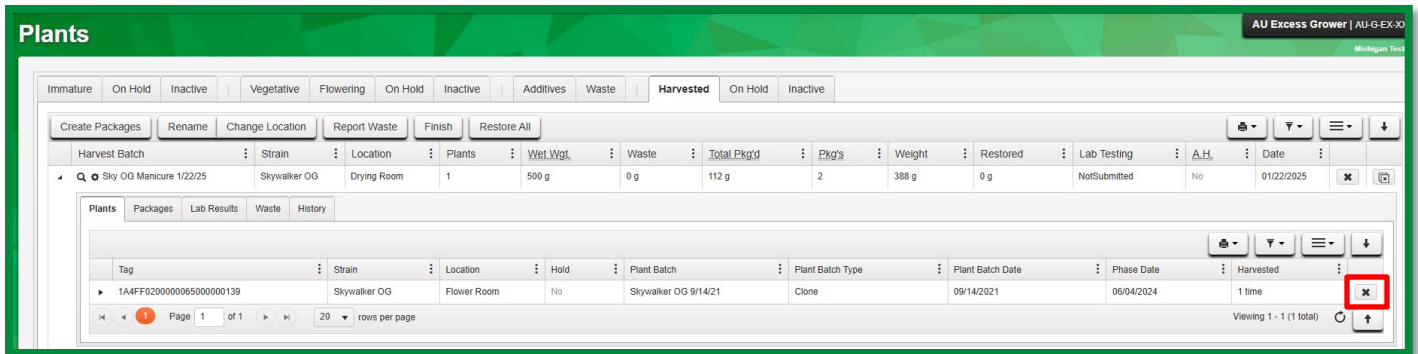 Plants
AU Excess Grower | AU-G-EX-XX
Michigan Test
Immature On Hold Inactive | Vegetative Flowering On Hold Inactive | Additives Waste | Harvested On Hold Inactive
Create Packages Rename Change Location Report Waste Finish Restore All
Harvest Batch Strain Location Plants Wet Wgt. Waste Total Pkg'd Pkg's Weight Restored Lab Testing A.H. Date
Sky OG Manicure 1/22/25 Skywalker OG Drying Room 1 500 g 0 g 112 g 2 388 g 0 g NotSubmitted No 01/22/2025
Plants Packages Lab Results Waste History
Tag Strain Location Hold Plant Batch Plant Batch Type Plant Batch Date Phase Date Harvested
1A4FF0200000065000000139 Skywalker OG Flower Room No Skywalker OG 9/14/21 Clone 09/14/2021 06/04/2024 1 time
1 Page 1 of 1 20 rows per page Viewing 1 - 1 (1 total)